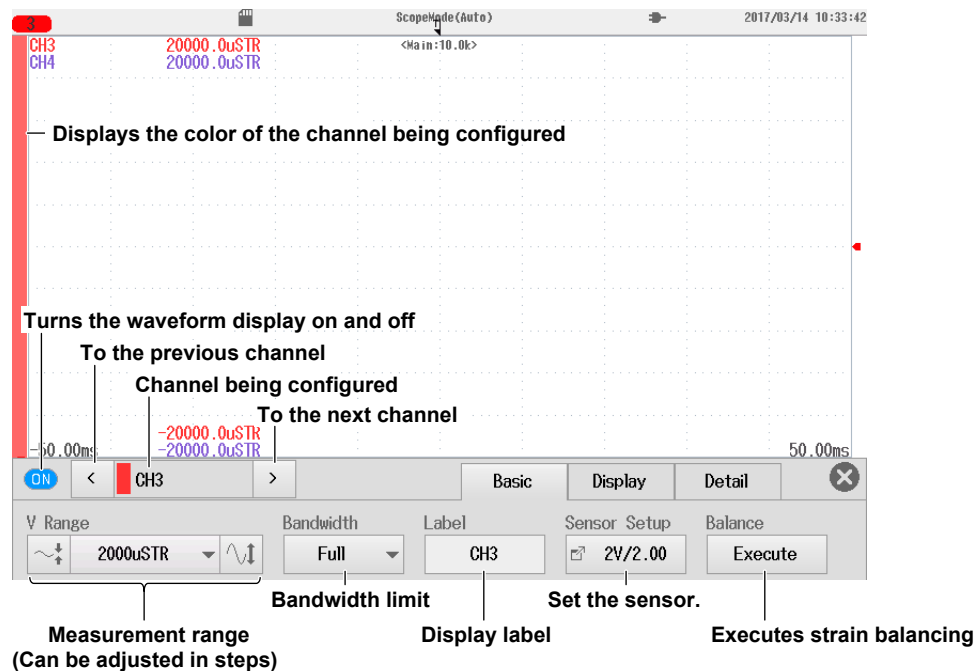 3
ScopeMode(Auto)
2017/03/14 10:33:42
CH3 20000.0uSTR
<Main:10.0k>
CH4 20000.0uSTR
Displays the color of the channel being configured
Turns the waveform display on and off
To the previous channel
Channel being configured
To the next channel
-20000.0uSTR
-50.00ms -20000.0uSTR 50.00ms
ON < CH3 > Basic Display Detail
V Range Bandwidth Label Sensor Setup Balance
2000uSTR Full CH3 2V/2.00 Execute
Bandwidth limit Set the sensor.
Measurement range Display label Executes strain balancing
(Can be adjusted in steps)